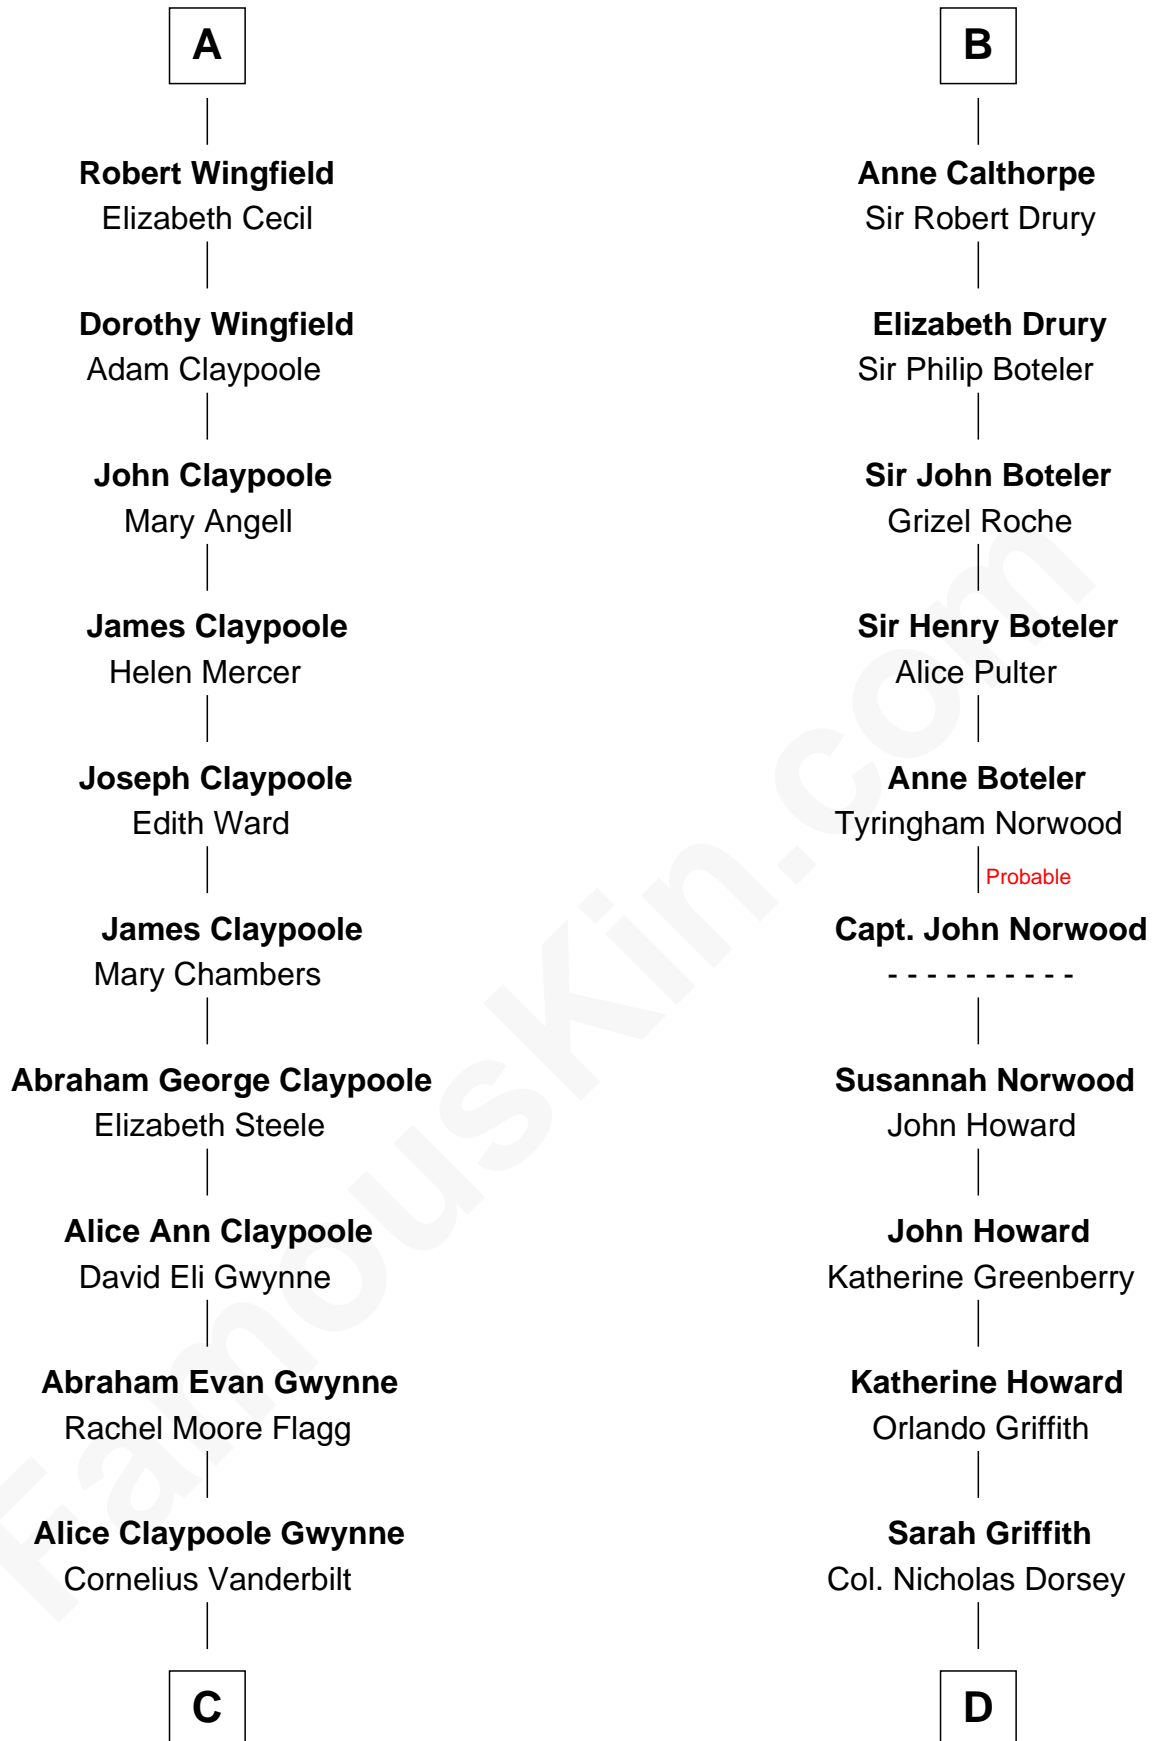 A
Robert Wingfield
Elizabeth Cecil
Dorothy Wingfield
Adam Claypoole
John Claypoole
Mary Angell
James Claypoole
Helen Mercer
Joseph Claypoole
Edith Ward
James Claypoole
Mary Chambers
Abraham George Claypoole
Elizabeth Steele
Alice Ann Claypoole
David Eli Gwynne
Abraham Evan Gwynne
Rachel Moore Flagg
Alice Claypoole Gwynne
Cornelius Vanderbilt
C
B
Anne Calthorpe
Sir Robert Drury
Elizabeth Drury
Sir Philip Boteler
Sir John Boteler
Grizel Roche
Sir Henry Boteler
Alice Pulter
Anne Boteler
Tyringham Norwood
Probable
Capt. John Norwood
- - - - - - - - - -
Susannah Norwood
John Howard
John Howard
Katherine Greenberry
Katherine Howard
Orlando Griffith
Sarah Griffith
Col. Nicholas Dorsey
D
FamousKin.com